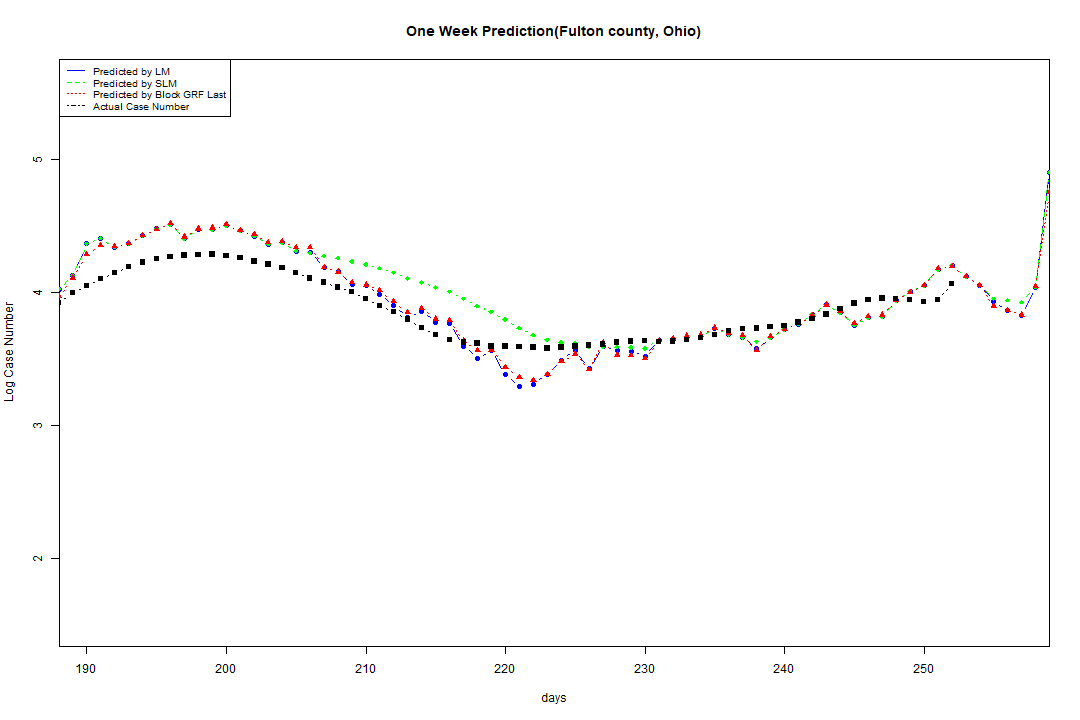 One Week Prediction(Fulton county, Ohio)
Predicted by LM
Predicted by SLM
Predicted by Block GRF Last
Actual Case Number
5
4
3
2
Log Case Number
190 200 210 220 230 240 250
days